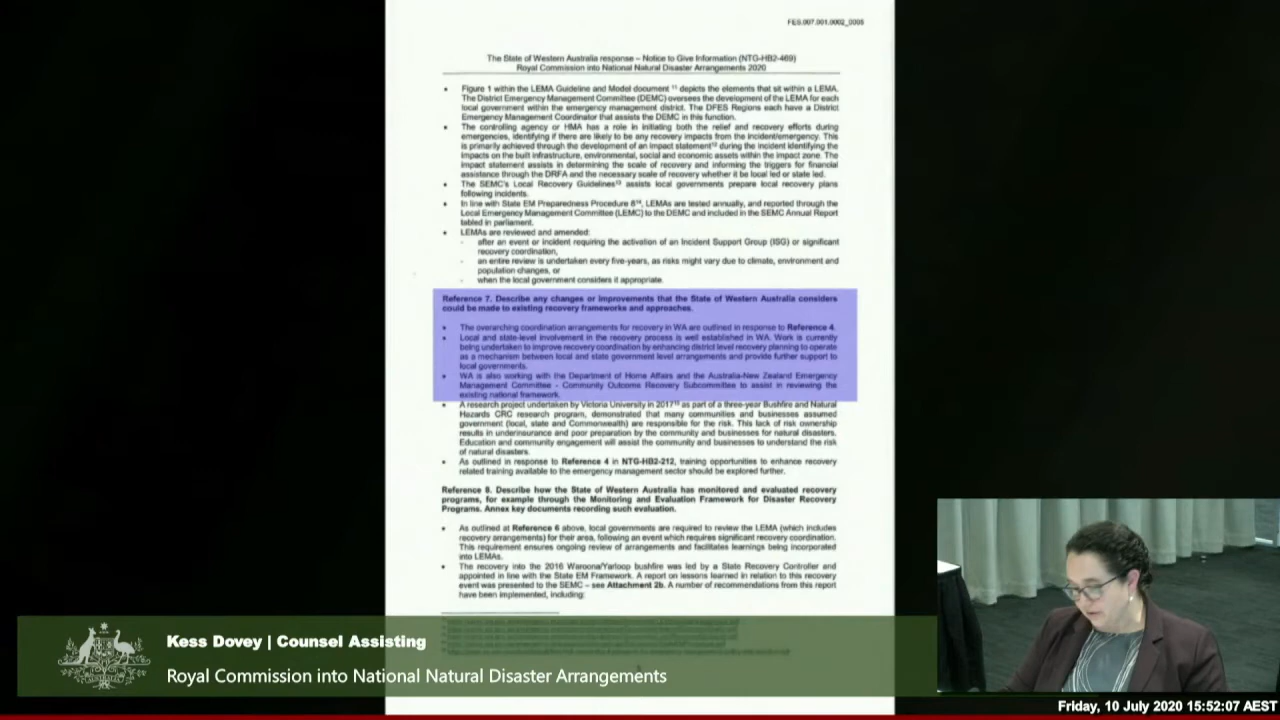 FES.007.001.0002_0005
The State of Western Australia response – Notice to Give Information (NTG-HB2-469)
Royal Commission into National Natural Disaster Arrangements 2020
• Figure 1 within the LEMA Guideline and Model document ¹¹ depicts the elements that sit within a LEMA.
The District Emergency Management Committee (DEMC) oversees the development of the LEMA for each
local government within the emergency management district. The DFES Regions each have a District
Emergency Management Coordinator that assists the DEMC in this function.
• The controlling agency or HMA has a role in initiating both the relief and recovery efforts during
emergencies, identifying if there are likely to be any recovery impacts from the incident/emergency. This
is primarily achieved through the development of an impact statement¹² during the incident identifying the
impacts on the built infrastructure, environmental, social and economic assets within the impact zone. The
impact statement assists in determining the scale of recovery and informing the triggers for financial
assistance through the DRFA and the necessary scale of recovery whether it be local led or state led.
• The SEMC's Local Recovery Guidelines¹³ assists local governments prepare local recovery plans
following incidents.
• In line with State EM Preparedness Procedure 8¹⁴, LEMAs are tested annually, and reported through the
Local Emergency Management Committee (LEMC) to the DEMC and included in the SEMC Annual Report
tabled in parliament.
• LEMAs are reviewed and amended:
- after an event or incident requiring the activation of an Incident Support Group (ISG) or significant
recovery coordination,
- an entire review is undertaken every five-years, as risks might vary due to climate, environment and
population changes, or
- when the local government considers it appropriate.
Reference 7. Describe any changes or improvements that the State of Western Australia considers
could be made to existing recovery frameworks and approaches.
• The overarching coordination arrangements for recovery in WA are outlined in response to Reference 4.
• Local and state-level involvement in the recovery process is well established in WA. Work is currently
being undertaken to improve recovery coordination by enhancing district level recovery planning to operate
as a mechanism between local and state government level arrangements and provide further support to
local governments.
• WA is also working with the Department of Home Affairs and the Australia-New Zealand Emergency
Management Committee - Community Outcome Recovery Subcommittee to assist in reviewing the
existing national framework.
• A research project undertaken by Victoria University in 2017¹⁵ as part of a three-year Bushfire and Natural
Hazards CRC research program, demonstrated that many communities and businesses assumed
government (local, state and Commonwealth) are responsible for the risk. This lack of risk ownership
results in underinsurance and poor preparation by the community and businesses for natural disasters.
Education and community engagement will assist the community and businesses to understand the risk
of natural disasters.
• As outlined in response to Reference 4 in NTG-HB2-212, training opportunities to enhance recovery
related training available to the emergency management sector should be explored further.
Reference 8. Describe how the State of Western Australia has monitored and evaluated recovery
programs, for example through the Monitoring and Evaluation Framework for Disaster Recovery
Programs. Annex key documents recording such evaluation.
• As outlined at Reference 6 above, local governments are required to review the LEMA (which includes
recovery arrangements) for their area, following an event which requires significant recovery coordination.
This requirement ensures ongoing review of arrangements and facilitates learnings being incorporated
into LEMAs.
• The recovery into the 2016 Waroona/Yarloop bushfire was led by a State Recovery Controller and
appointed in line with the State EM Framework. A report on lessons learned in relation to this recovery
event was presented to the SEMC – see Attachment 2b. A number of recommendations from this report
have been implemented, including:
Kess Dovey | Counsel Assisting
Royal Commission into National Natural Disaster Arrangements
Friday, 10 July 2020 15:52:07 AEST